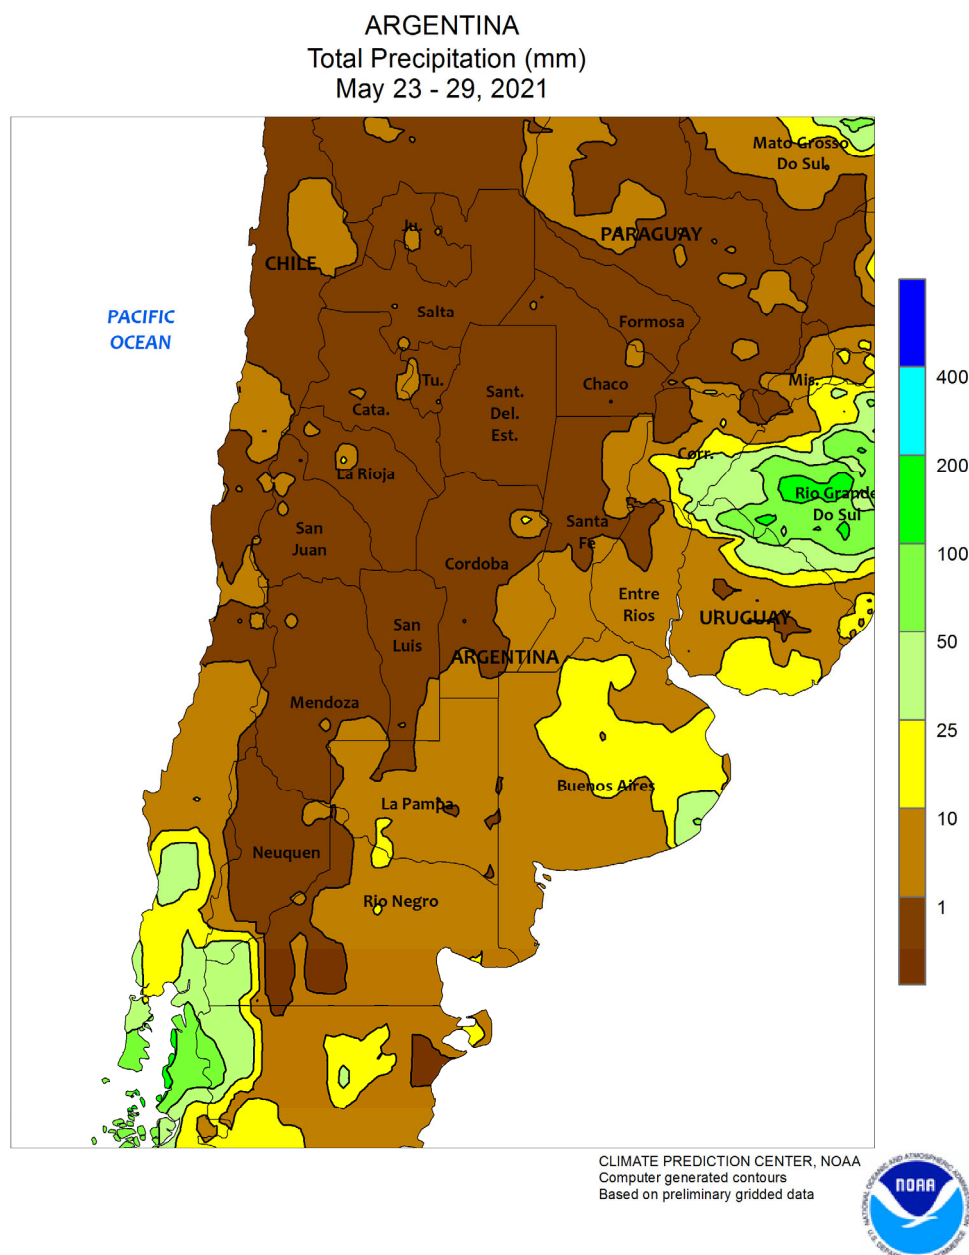 ARGENTINA
Total Precipitation (mm)
May 23 - 29, 2021
Mato Grosso
Do Sul
Ju.
PARAGUAY
CHILE
PACIFIC
OCEAN
Salta
Formosa
400
Tu.
Chaco
Mis.
Cata.
Sant.
Del.
Est.
Corr.
200
La Rioja
Rio Grande
Do Sul
San
Juan
Santa
Fe
100
Cordoba
Entre
Rios
URUGUAY
San
Luis
50
ARGENTINA
Mendoza
25
Buenos Aires
La Pampa
10
Neuquen
Rio Negro
1
CLIMATE PREDICTION CENTER, NOAA
Computer generated contours
Based on preliminary gridded data
NOAA